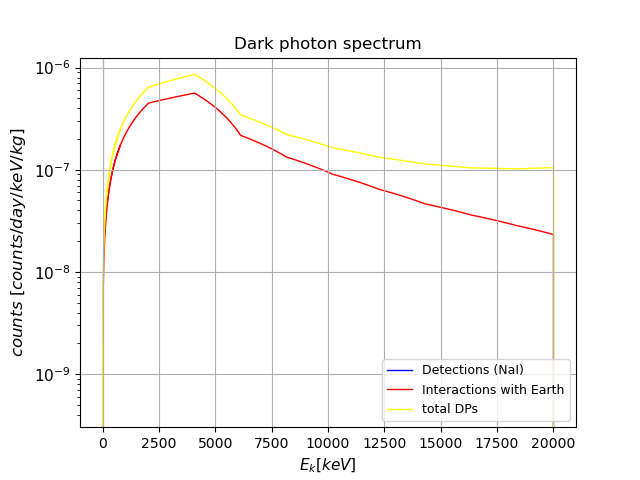 Dark photon spectrum
counts [counts/day/keV/kg]
10⁻⁶
10⁻⁷
10⁻⁸
10⁻⁹
Detections (NaI)
Interactions with Earth
total DPs
0 2500 5000 7500 10000 12500 15000 17500 20000
E_k[keV]